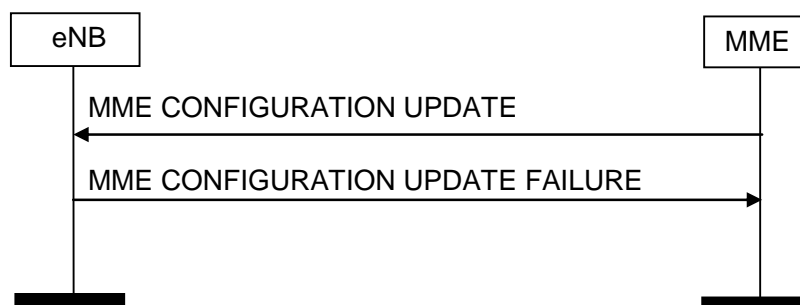 eNB
MME
MME CONFIGURATION UPDATE
MME CONFIGURATION UPDATE FAILURE